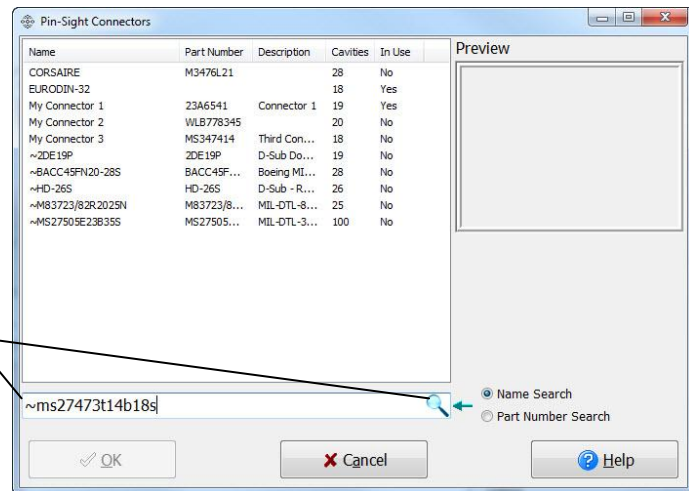 Pin-Sight Connectors
Name Part Number Description Cavities In Use
CORSAIRE M3476L21 28 No
EURODIN-32 18 Yes
My Connector 1 23A6541 Connector 1 19 Yes
My Connector 2 WLB778345 20 No
My Connector 3 MS347414 Third Con... 18 No
~2DE19P 2DE19P D-Sub Do... 19 No
~BACC45FN20-28S BACC45F... Boeing MI... 28 No
~HD-26S HD-26S D-Sub - R... 26 No
~M83723/82R2025N M83723/8... MIL-DTL-8... 25 No
~MS27505E23B35S MS27505... MIL-DTL-3... 100 No
Preview
~ms27473t14b18s
Name Search
Part Number Search
OK
Cancel
Help